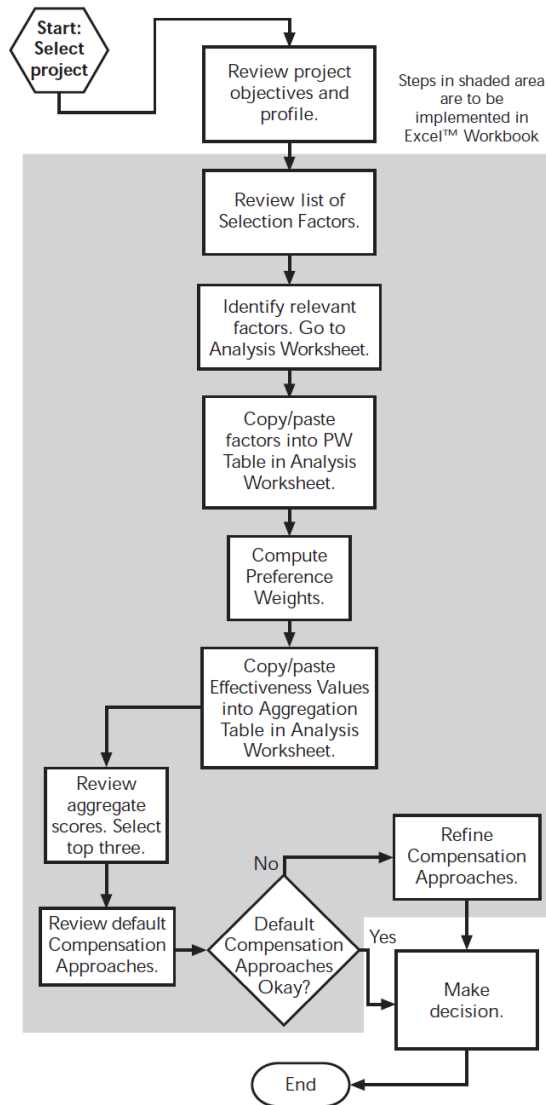 Start:
Select
project
Review project
objectives and
profile.
Steps in shaded area
are to be
implemented in
Excel™ Workbook
Review list of
Selection Factors.
Identify relevant
factors. Go to
Analysis Worksheet.
Copy/paste
factors into PW
Table in Analysis
Worksheet.
Compute
Preference
Weights.
Copy/paste
Effectiveness Values
into Aggregation
Table in Analysis
Worksheet.
Review
aggregate
scores. Select
top three.
Review default
Compensation
Approaches.
Default
Compensation
Approaches
Okay?
No
Refine
Compensation
Approaches.
Yes
Make
decision.
End